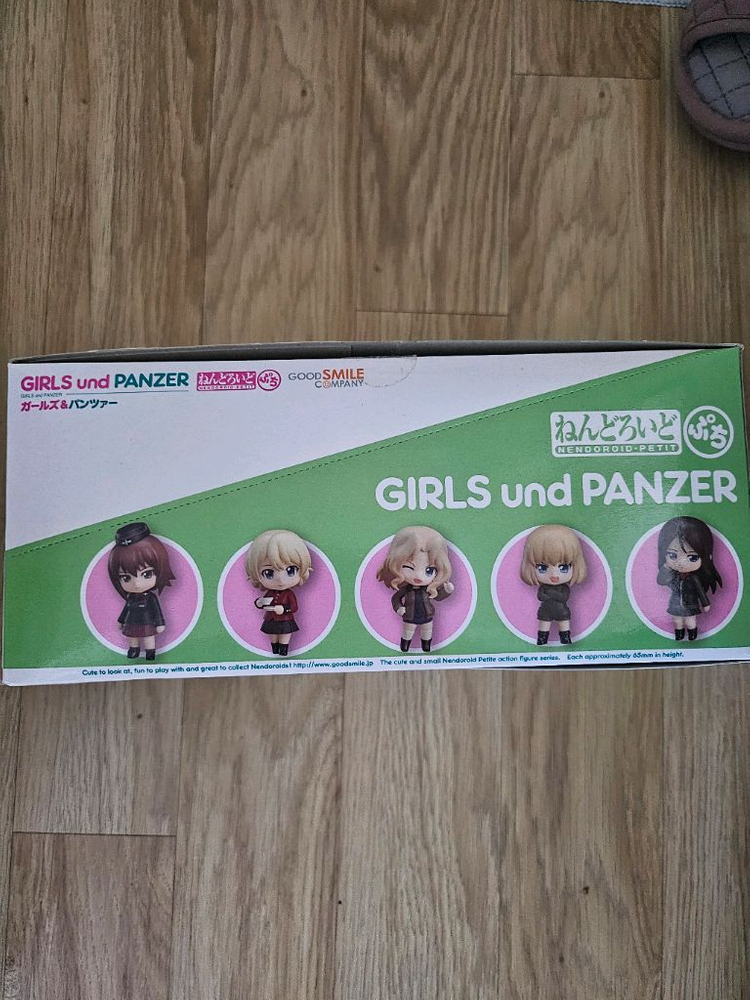 GIRLS und PANZER
GIRLS and PANZER
ガールズ&パンツァー
ねんどろいど ぷち
NENDOROID・PETIT
GOOD SMILE
COMPANY
ねんどろいど ぷち
NENDOROID・PETIT
GIRLS und PANZER
Cute to look at, fun to play with and great to collect Nendoroids! http://www.goodsmile.jp The cute and small Nendoroid Petite action figure series. Each approximately 65mm in height.